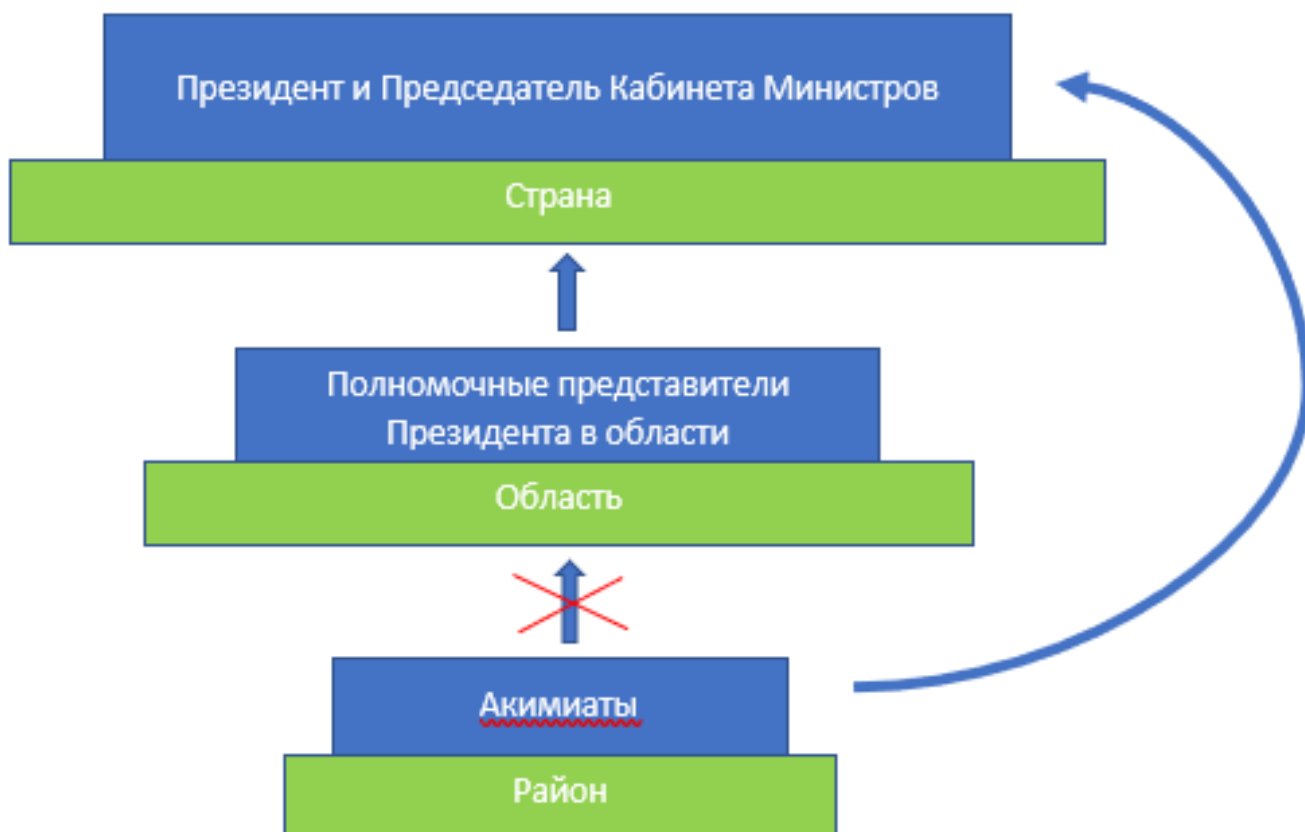 Президент и Председатель Кабинета Министров
Страна
Полномочные представители
Президента в области
Область
Акимиаты
Район